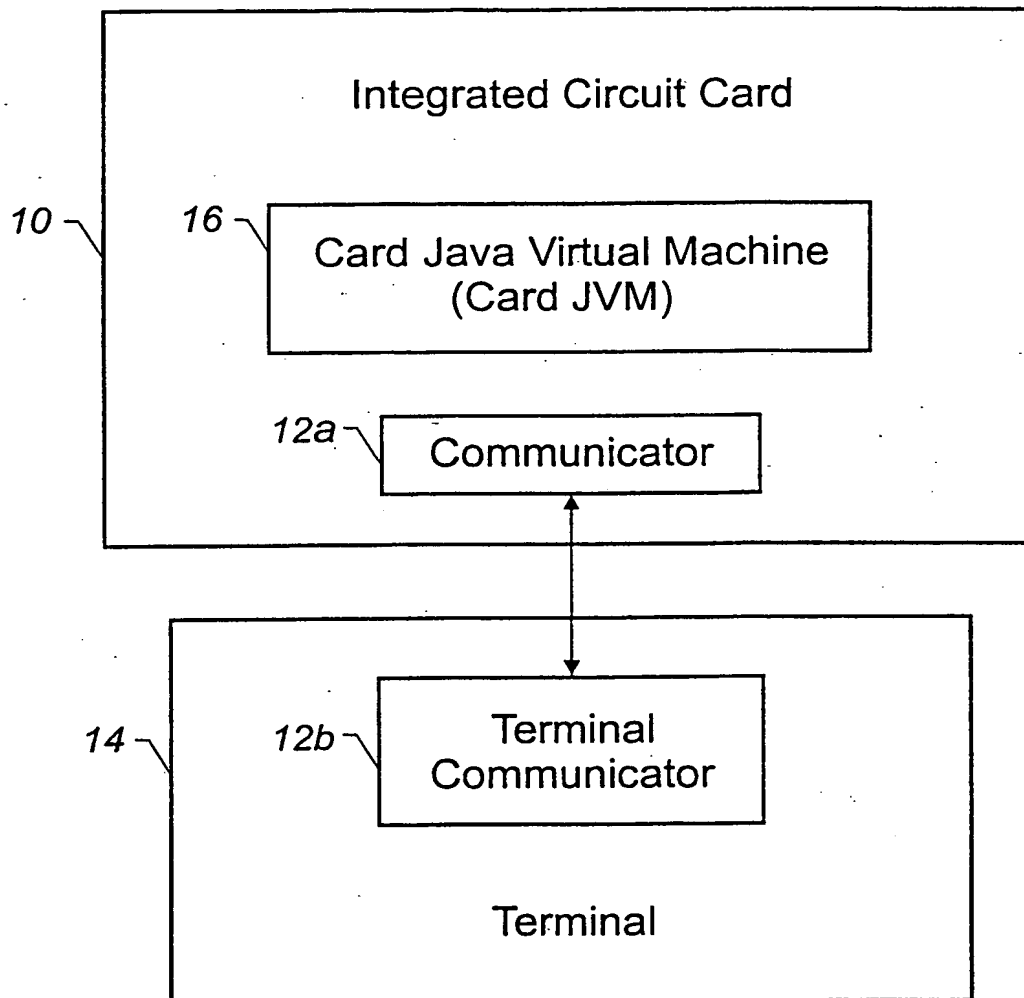 Integrated Circuit Card
10
16
Card Java Virtual Machine
(Card JVM)
12a
Communicator
14
12b
Terminal
Communicator
Terminal